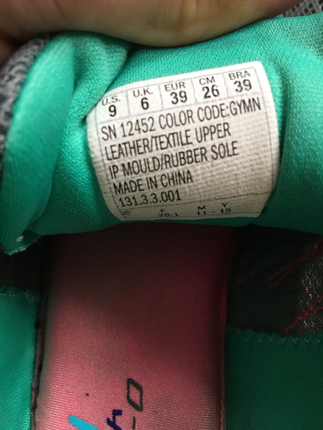 U.S. U.K. EUR CM BRA
9 6 39 26 39
SN 12452 COLOR CODE:GYMN
LEATHER/TEXTILE UPPER
IP MOULD/RUBBER SOLE
MADE IN CHINA
131.3.3.001
M Y